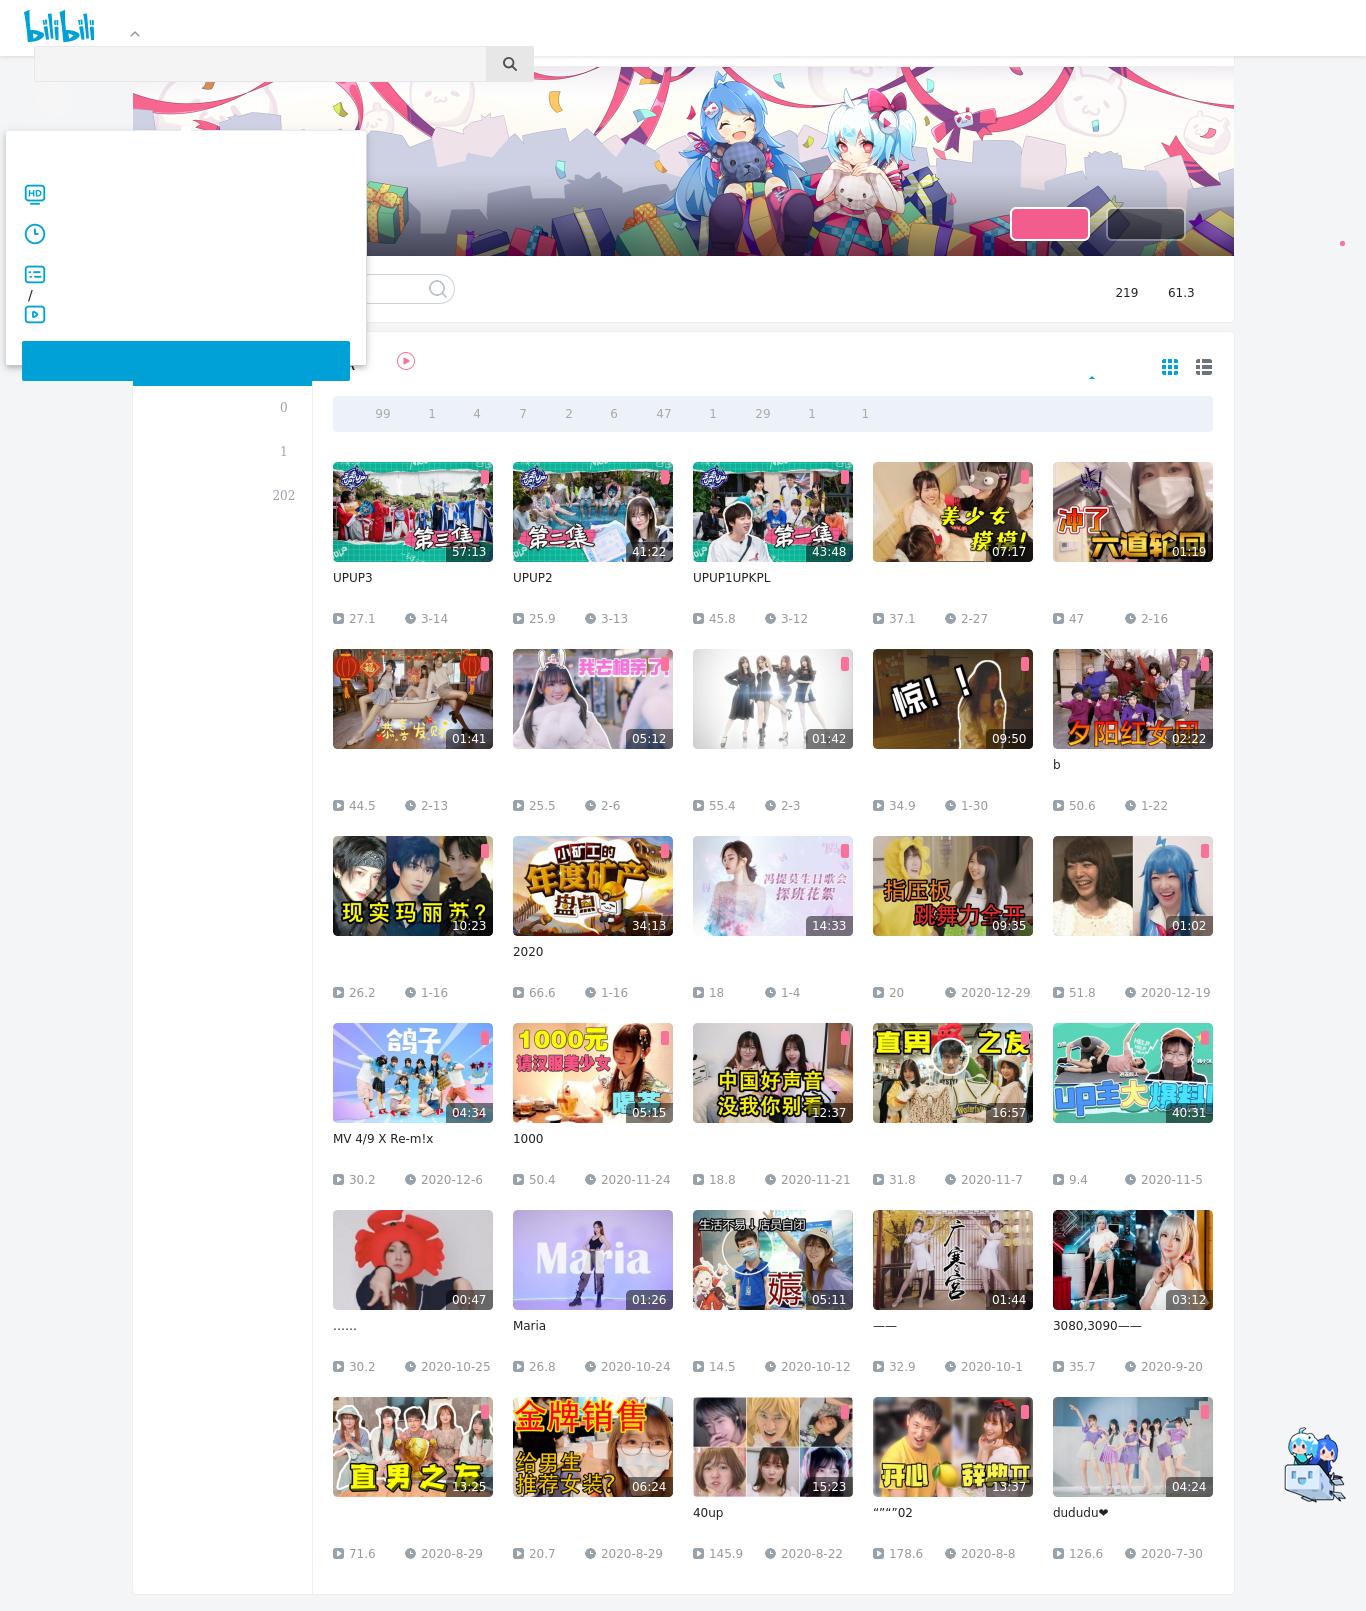 bilibili
/
219 61.3
0
1
202
99 1 4 7 2 6 47 1 29 1 1
第三集
57:13
第二集
41:22
第一集
43:48
美少女
摸摸!
07:17
冲了
六道轮回
01:19
UPUP3
UPUP2
UPUP1UPKPL
27.1 3-14
25.9 3-13
45.8 3-12
37.1 2-27
47 2-16
恭喜发财
01:41
我去相亲了
05:12
01:42
惊!!
09:50
夕阳红女团
02:22
b
44.5 2-13
25.5 2-6
55.4 2-3
34.9 1-30
50.6 1-22
现实玛丽苏?
10:23
小矿工的
年度矿产
盘点
34:13
冯提莫生日歌会
探班花絮
14:33
指压板
跳舞力全开
09:35
01:02
2020
26.2 1-16
66.6 1-16
18 1-4
20 2020-12-29
51.8 2020-12-19
鸽子
04:34
1000元
请汉服美少女
喝茶
05:15
中国好声音
没我你别看
12:37
直男 之友
16:57
up主大爆料!
40:31
MV 4/9 X Re-m!x
1000
30.2 2020-12-6
50.4 2020-11-24
18.8 2020-11-21
31.8 2020-11-7
9.4 2020-11-5
00:47
Maria
01:26
生活不易↓店员自闭
薅
05:11
广寒宫
01:44
03:12
......
Maria
——
3080,3090——
30.2 2020-10-25
26.8 2020-10-24
14.5 2020-10-12
32.9 2020-10-1
35.7 2020-9-20
直男之友
13:25
金牌销售
给男生
推荐女装?
06:24
15:23
开心 辞典II
13:37
04:24
40up
“”“”02
dududu❤
71.6 2020-8-29
20.7 2020-8-29
145.9 2020-8-22
178.6 2020-8-8
126.6 2020-7-30